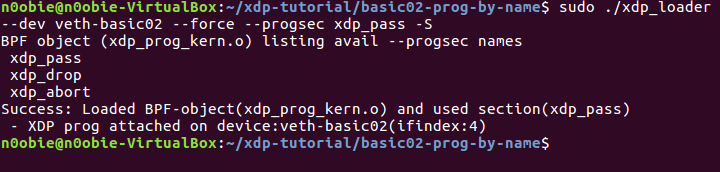 n0obie@n0obie-VirtualBox:~/xdp-tutorial/basic02-prog-by-name$ sudo ./xdp_loader
--dev veth-basic02 --force --progsec xdp_pass -S
BPF object (xdp_prog_kern.o) listing avail --progsec names
 xdp_pass
 xdp_drop
 xdp_abort
Success: Loaded BPF-object(xdp_prog_kern.o) and used section(xdp_pass)
 - XDP prog attached on device:veth-basic02(ifindex:4)
n0obie@n0obie-VirtualBox:~/xdp-tutorial/basic02-prog-by-name$